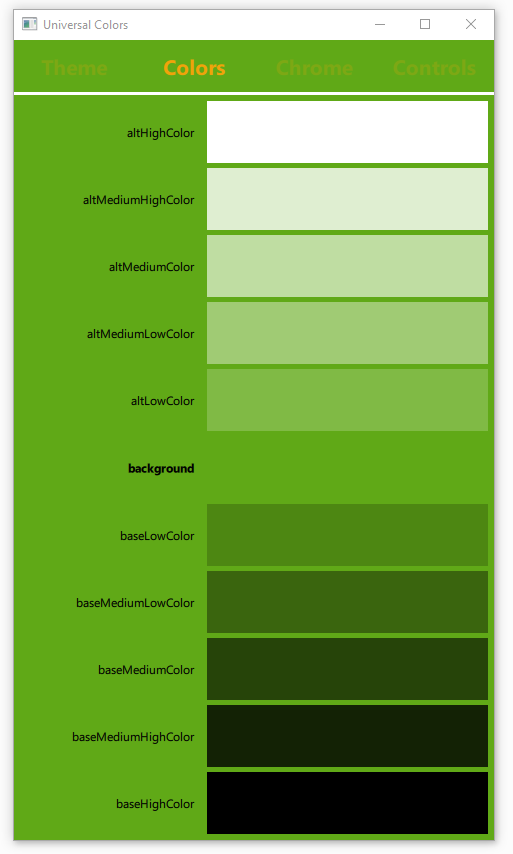 Universal Colors
Theme Colors Chrome Controls
altHighColor
altMediumHighColor
altMediumColor
altMediumLowColor
altLowColor
background
baseLowColor
baseMediumLowColor
baseMediumColor
baseMediumHighColor
baseHighColor